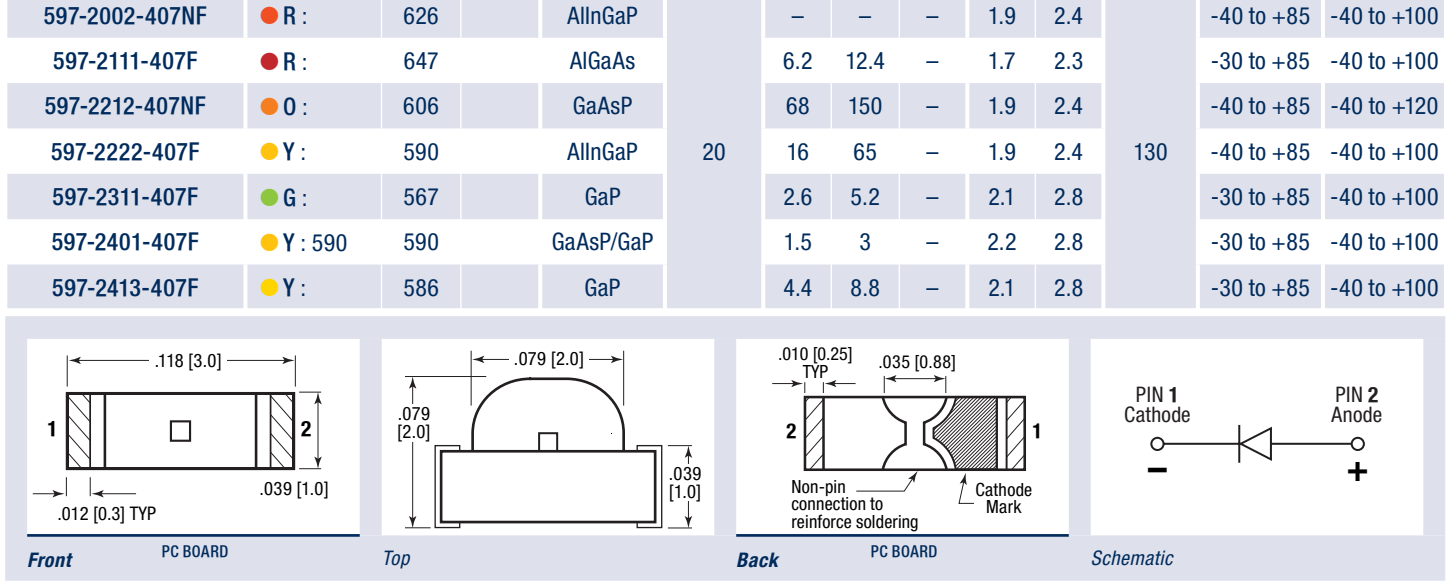 597-2002-407NF R : 626 AlInGaP – – – 1.9 2.4 -40 to +85 -40 to +100
597-2111-407F R : 647 AlGaAs 6.2 12.4 – 1.7 2.3 -30 to +85 -40 to +100
597-2212-407NF O : 606 GaAsP 68 150 – 1.9 2.4 -40 to +85 -40 to +120
597-2222-407F Y : 590 AlInGaP 20 16 65 – 1.9 2.4 130 -40 to +85 -40 to +100
597-2311-407F G : 567 GaP 2.6 5.2 – 2.1 2.8 -30 to +85 -40 to +100
597-2401-407F Y : 590 590 GaAsP/GaP 1.5 3 – 2.2 2.8 -30 to +85 -40 to +100
597-2413-407F Y : 586 GaP 4.4 8.8 – 2.1 2.8 -30 to +85 -40 to +100
.118 [3.0]
1
2
.039 [1.0]
.012 [0.3] TYP
Front
PC BOARD
.079 [2.0]
.079
[2.0]
.039
[1.0]
Top
.010 [0.25]
TYP
.035 [0.88]
2
1
Non-pin
connection to
reinforce soldering
Cathode
Mark
Back
PC BOARD
PIN 1
Cathode
PIN 2
Anode
–
+
Schematic